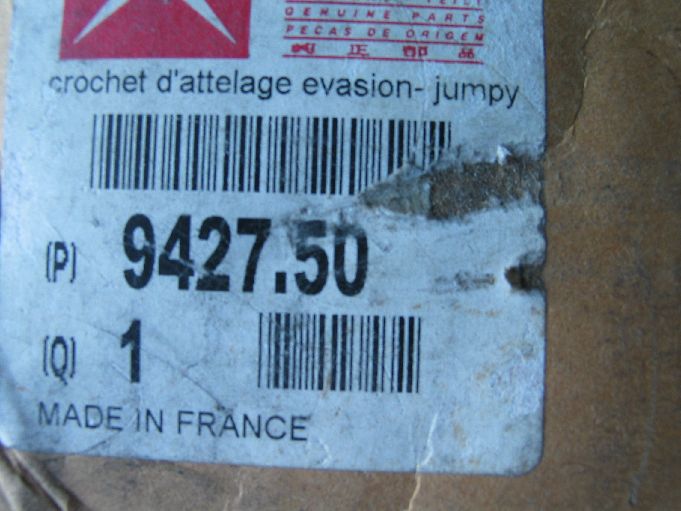 GENUINE PARTS
PEÇAS DE ORIGEM
crochet d'attelage evasion- jumpy
(P) 9427.50
(Q) 1
MADE IN FRANCE